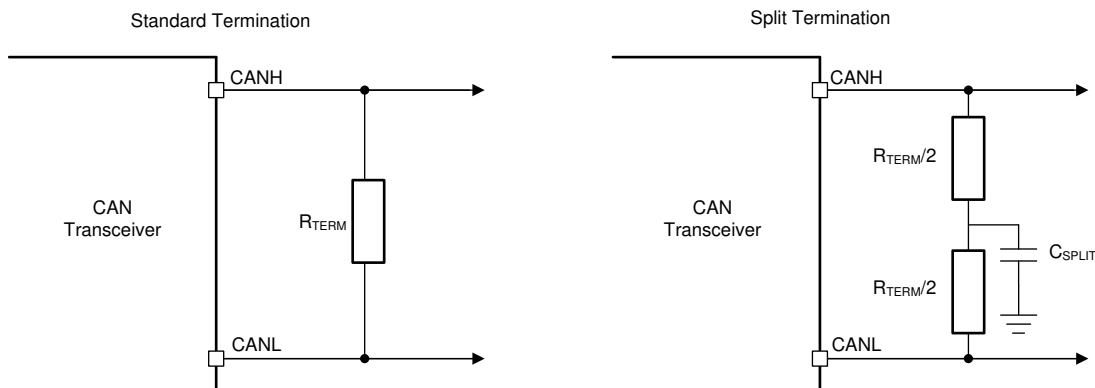 Standard Termination
CANH
CAN
Transceiver
RTERM
CANL
Split Termination
CANH
RTERM/2
CAN
Transceiver
CSPLIT
RTERM/2
CANL